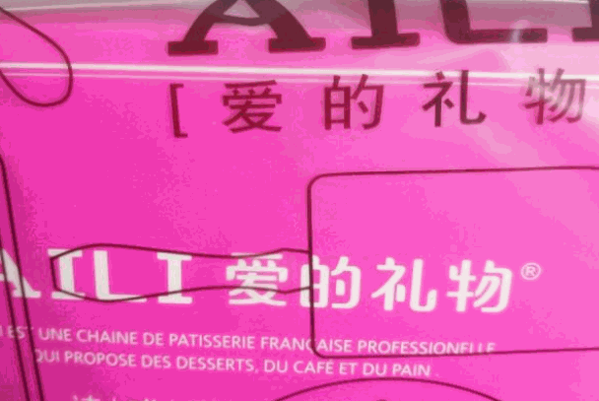 AILI
[ 爱的礼物
AILI 爱的礼物®
EST UNE CHAINE DE PATISSERIE FRANÇAISE PROFESSIONELLE
QUI PROPOSE DES DESSERTS, DU CAFÉ ET DU PAIN